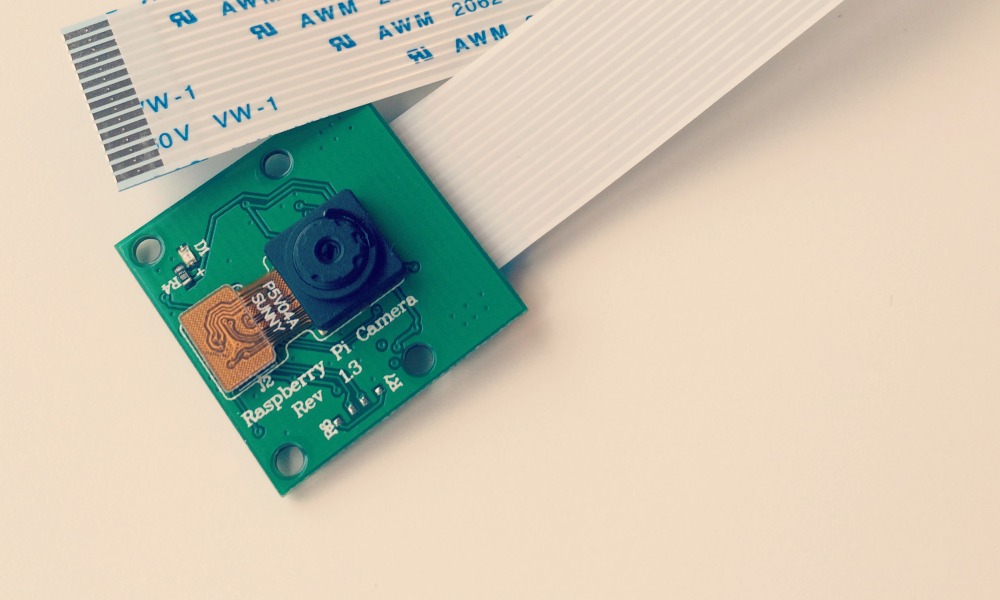 AWM
AWM 2
AWM 2062
AWM
VW-1
0V VW-1
D1
+
R4
P5V04A
SUNNY
J2
Raspberry Pi Camera
Rev 1.3